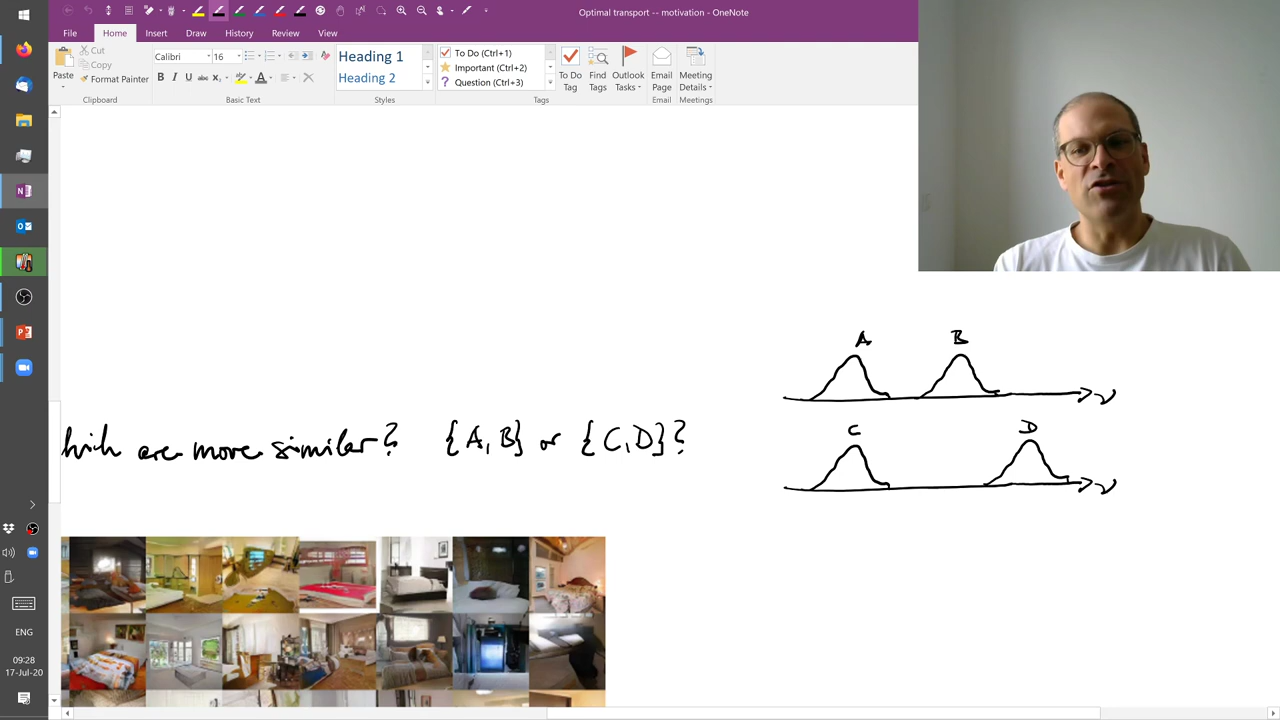 Optimal transport -- motivation - OneNote
File Home Insert Draw History Review View
Paste
Cut
Copy
Format Painter
Clipboard
Calibri 16
B I U abc x₂ A
Basic Text
Heading 1
Heading 2
Styles
To Do (Ctrl+1)
Important (Ctrl+2)
Question (Ctrl+3)
To Do Tag
Find Tags
Outlook Tasks
Tags
Email Page
Email
Meeting Details
Meetings
A B
ν
hich are more similar? {A, B} or {C, D}?
C D
ν
ENG
09:28
17-Jul-20